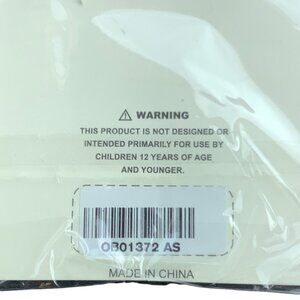 ⚠ WARNING
THIS PRODUCT IS NOT DESIGNED OR
INTENDED PRIMARILY FOR USE BY
CHILDREN 12 YEARS OF AGE
AND YOUNGER.
OB01372 AS
MADE IN CHINA